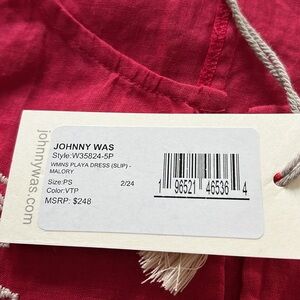 JOHNNY WAS
Style:W35824-5P
WMNS PLAYA DRESS (SLIP) -
MALORY
Size:PS 2/24
Color:VTP
MSRP: $248
1 96521 46536 4
johnnywas.com